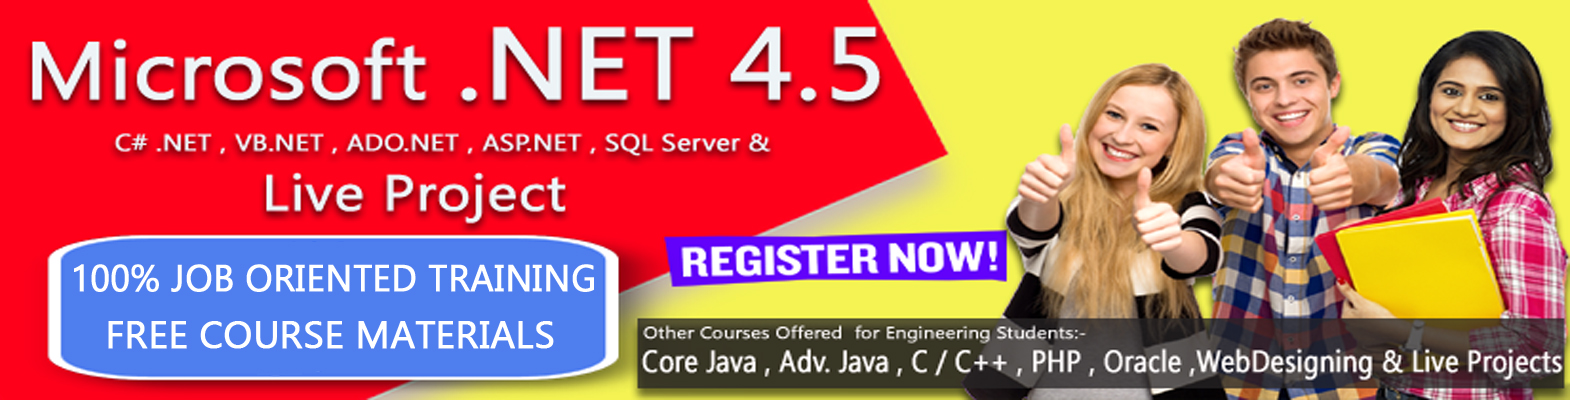 Microsoft .NET 4.5
C# .NET , VB.NET , ADO.NET , ASP.NET , SQL Server &
Live Project
100% JOB ORIENTED TRAINING
FREE COURSE MATERIALS
REGISTER NOW!
Other Courses Offered  for Engineering Students:-
Core Java , Adv. Java , C / C++ , PHP , Oracle ,WebDesigning & Live Projects